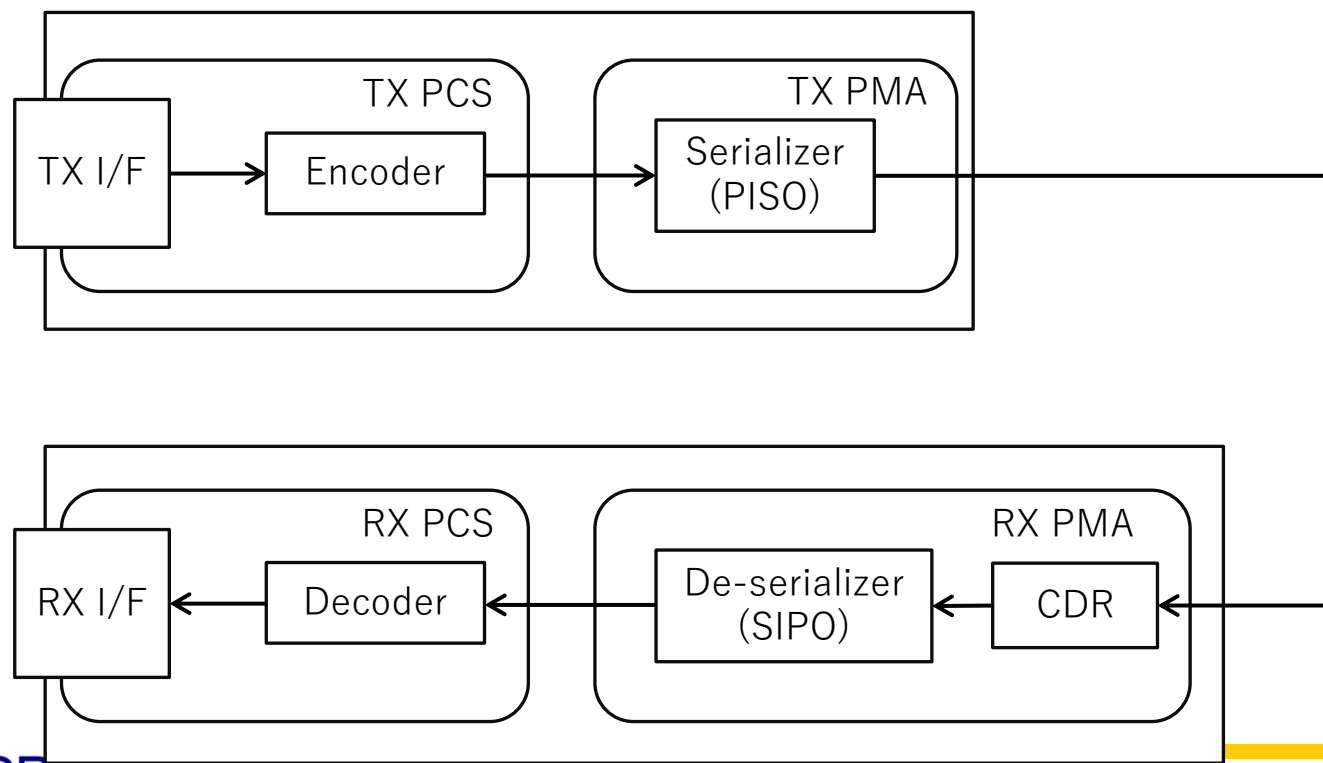 TX PCS
TX PMA
TX I/F
Encoder
Serializer
(PISO)
RX PCS
RX PMA
RX I/F
Decoder
De-serializer
(SIPO)
CDR